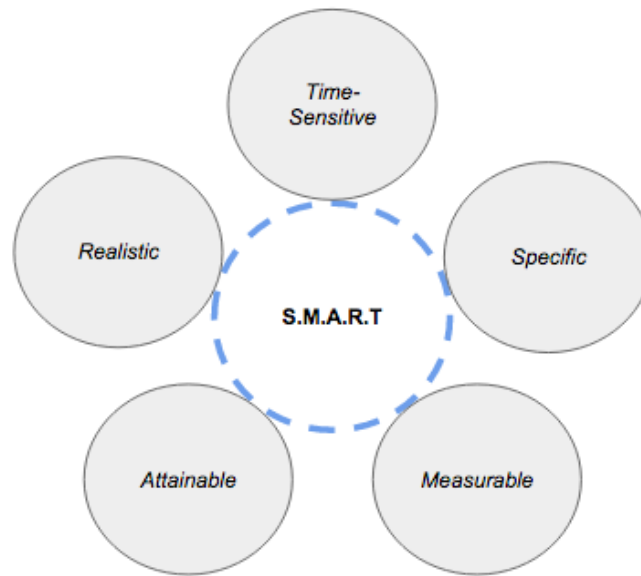 Time-
Sensitive
Realistic
Specific
S.M.A.R.T
Attainable
Measurable